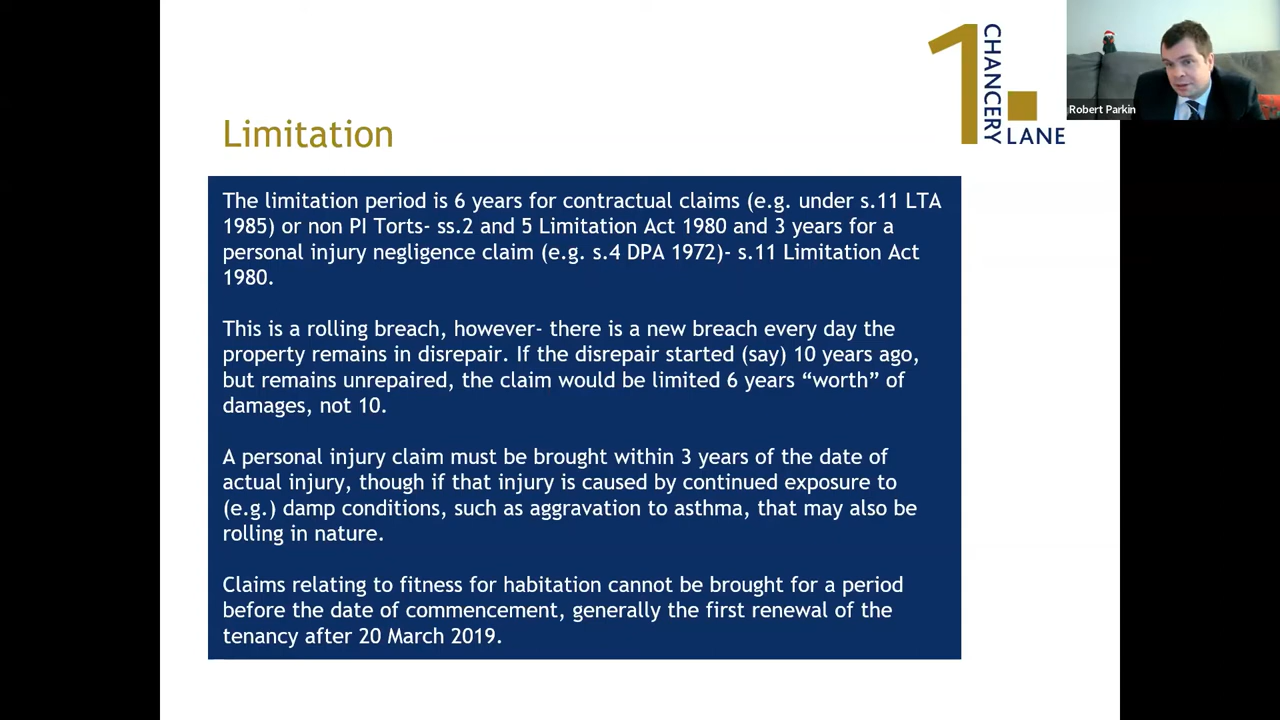 1 CHANCERY LANE
Robert Parkin
Limitation
The limitation period is 6 years for contractual claims (e.g. under s.11 LTA
1985) or non PI Torts- ss.2 and 5 Limitation Act 1980 and 3 years for a
personal injury negligence claim (e.g. s.4 DPA 1972)- s.11 Limitation Act
1980.
This is a rolling breach, however- there is a new breach every day the
property remains in disrepair. If the disrepair started (say) 10 years ago,
but remains unrepaired, the claim would be limited 6 years “worth” of
damages, not 10.
A personal injury claim must be brought within 3 years of the date of
actual injury, though if that injury is caused by continued exposure to
(e.g.) damp conditions, such as aggravation to asthma, that may also be
rolling in nature.
Claims relating to fitness for habitation cannot be brought for a period
before the date of commencement, generally the first renewal of the
tenancy after 20 March 2019.